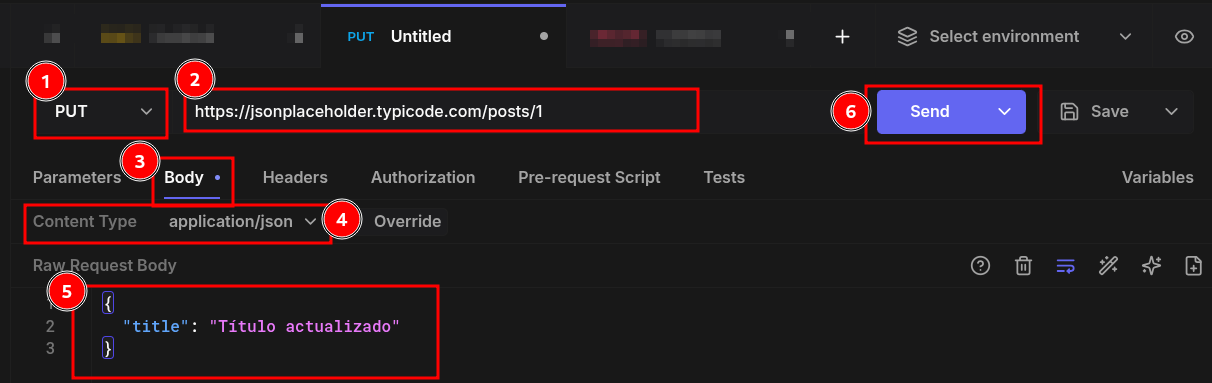 PUT Untitled Select environment
1 2
PUT https://jsonplaceholder.typicode.com/posts/1 6 Send Save
3
Parameters Body Headers Authorization Pre-request Script Tests Variables
Content Type application/json 4 Override
Raw Request Body
5
1 {
2 "title": "Título actualizado"
3 }